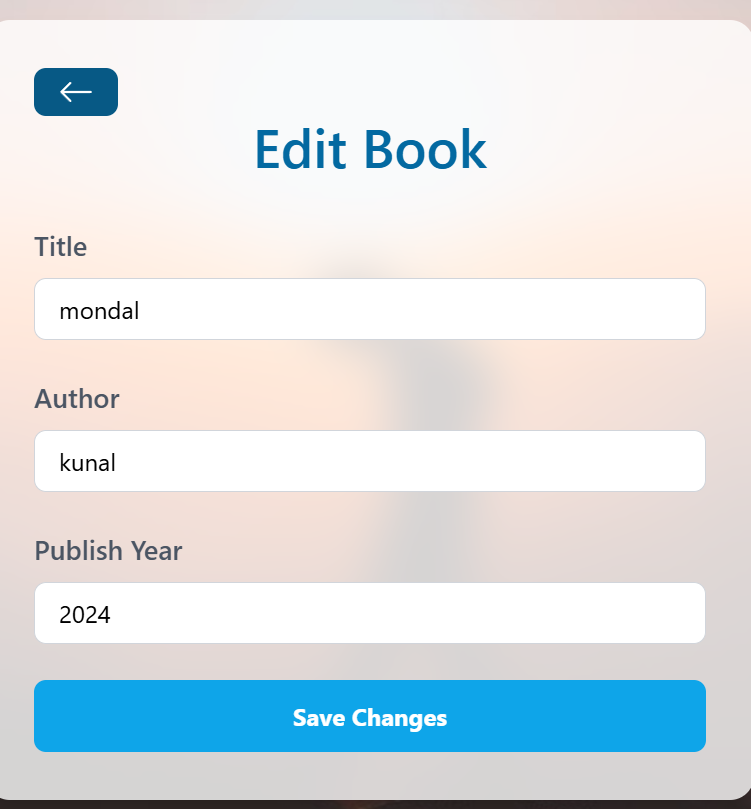 Edit Book
Title
mondal
Author
kunal
Publish Year
2024
Save Changes